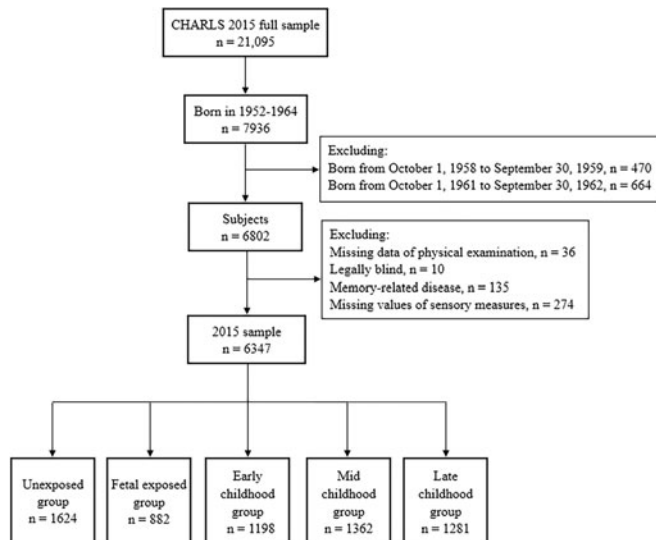 CHARLS 2015 full sample
n = 21,095
Born in 1952-1964
n = 7936
Excluding:
Born from October 1, 1958 to September 30, 1959, n = 470
Born from October 1, 1961 to September 30, 1962, n = 664
Subjects
n = 6802
Excluding:
Missing data of physical examination, n = 36
Legally blind, n = 10
Memory-related disease, n = 135
Missing values of sensory measures, n = 274
2015 sample
n = 6347
Unexposed
group
n = 1624
Fetal exposed
group
n = 882
Early
childhood
group
n = 1198
Mid
childhood
group
n = 1362
Late
childhood
group
n = 1281